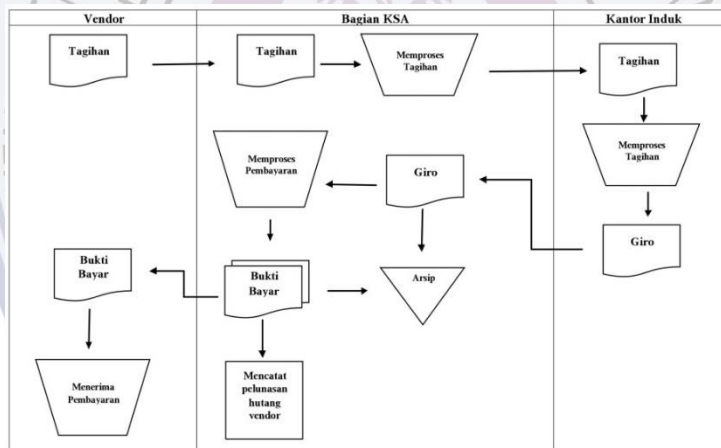 Vendor
Bagian KSA
Kantor Induk
Tagihan
Tagihan
Memproses
Tagihan
Tagihan
Memproses
Tagihan
Memproses
Pembayaran
Giro
Giro
Bukti
Bayar
Bukti
Bayar
Arsip
Menerima
Pembayaran
Mencatat
pelunasan
hutang
vendor